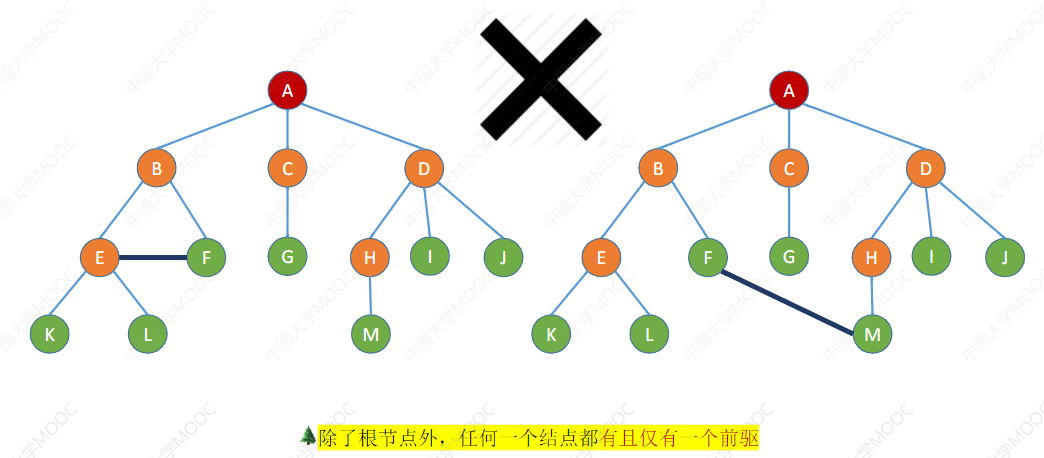 A A
B C D B C D
E F G H I J E F G H I J
K L M K L M
除了根节点外，任何一个结点都有且仅有一个前驱
中国大学MOOC